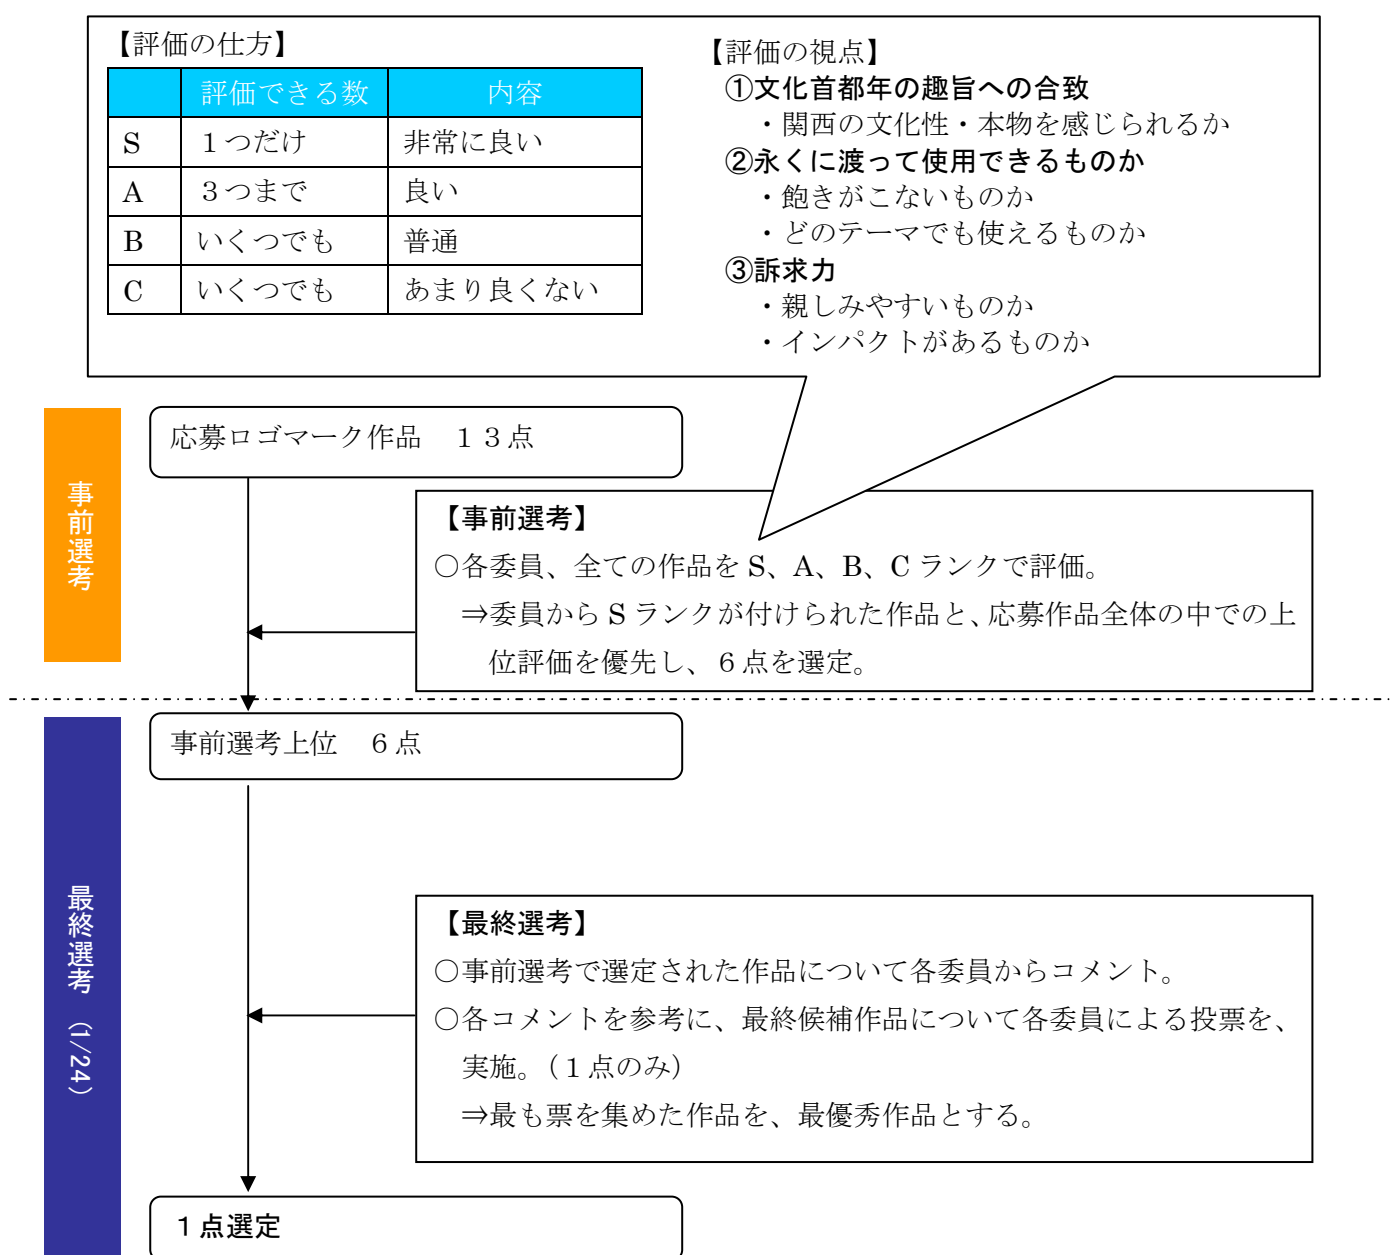 【評価の仕方】
評価できる数 内容
S １つだけ 非常に良い
A ３つまで 良い
B いくつでも 普通
C いくつでも あまり良くない
【評価の視点】
①文化首都年の趣旨への合致
・関西の文化性・本物を感じられるか
②永くに渡って使用できるものか
・飽きがこないものか
・どのテーマでも使えるものか
③訴求力
・親しみやすいものか
・インパクトがあるものか
事前選考
応募ロゴマーク作品　１３点
【事前選考】
○各委員、全ての作品を S、A、B、C ランクで評価。
⇒委員から S ランクが付けられた作品と、応募作品全体の中での上
位評価を優先し、６点を選定。
最終選考　（1/24）
事前選考上位　６点
【最終選考】
○事前選考で選定された作品について各委員からコメント。
○各コメントを参考に、最終候補作品について各委員による投票を、
実施。（１点のみ）
⇒最も票を集めた作品を、最優秀作品とする。
１点選定